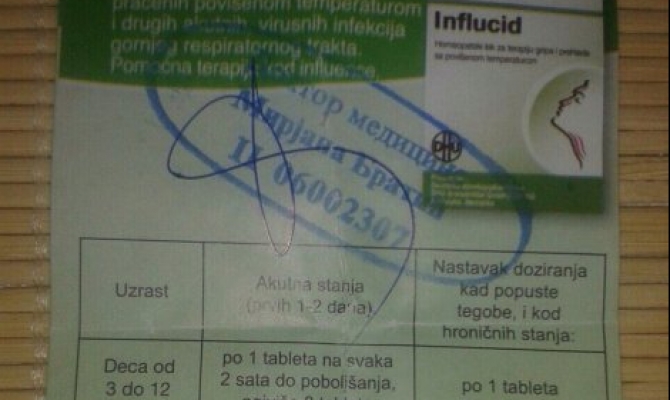 praćenih povišenom temperaturom
i drugih akutnih, virusnih infekcija
gornjeg respiratornog trakta.
Pomoćna terapija kod influence.
Influcid
Homeopatski lek za terapiju gripa i prehlada
sa povišenom temperaturom
DHU
доктор медицине
Мирјана
06002307
Uzrast
Akutna stanja
(prvih 1-2 dana)
Nastavak doziranja
kad popuste
tegobe, i kod
hroničnih stanja:
Deca od
3 do 12
po 1 tableta na svaka
2 sata do poboljšanja,
po 1 tableta